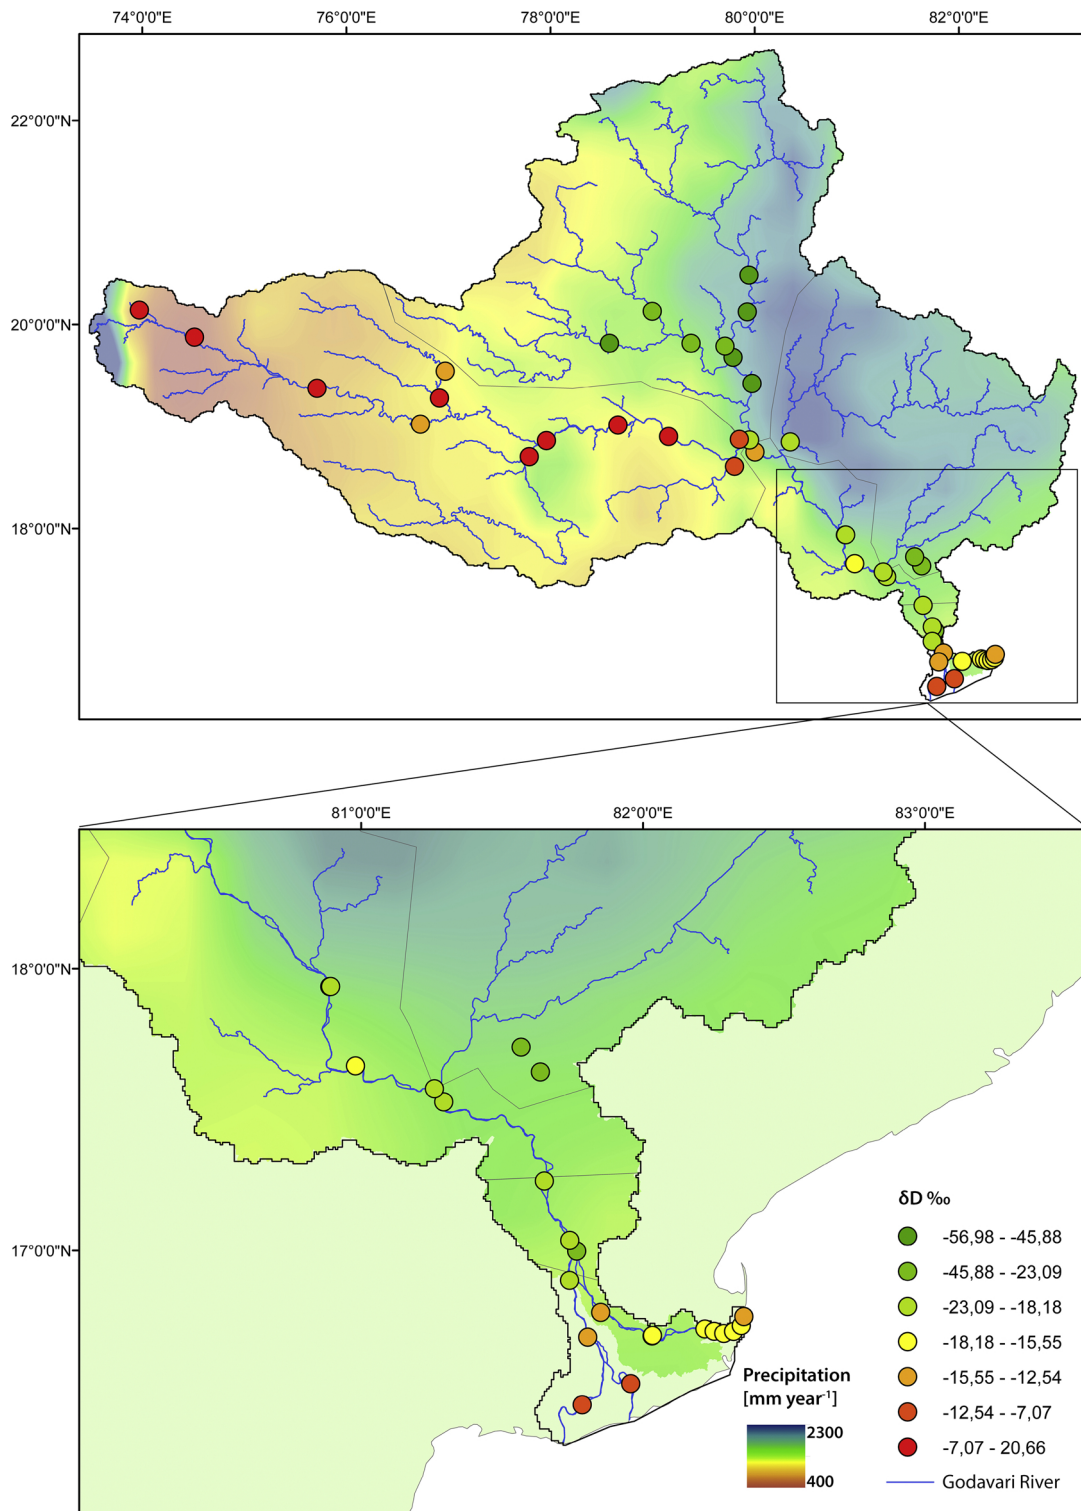 74°0'0"E 76°0'0"E 78°0'0"E 80°0'0"E 82°0'0"E
22°0'0"N
20°0'0"N
18°0'0"N
81°0'0"E 82°0'0"E 83°0'0"E
18°0'0"N
17°0'0"N
δD ‰
-56,98 - -45,88
-45,88 - -23,09
-23,09 - -18,18
-18,18 - -15,55
-15,55 - -12,54
-12,54 - -7,07
-7,07 - 20,66
Godavari River
Precipitation
[mm year⁻¹]
2300
400